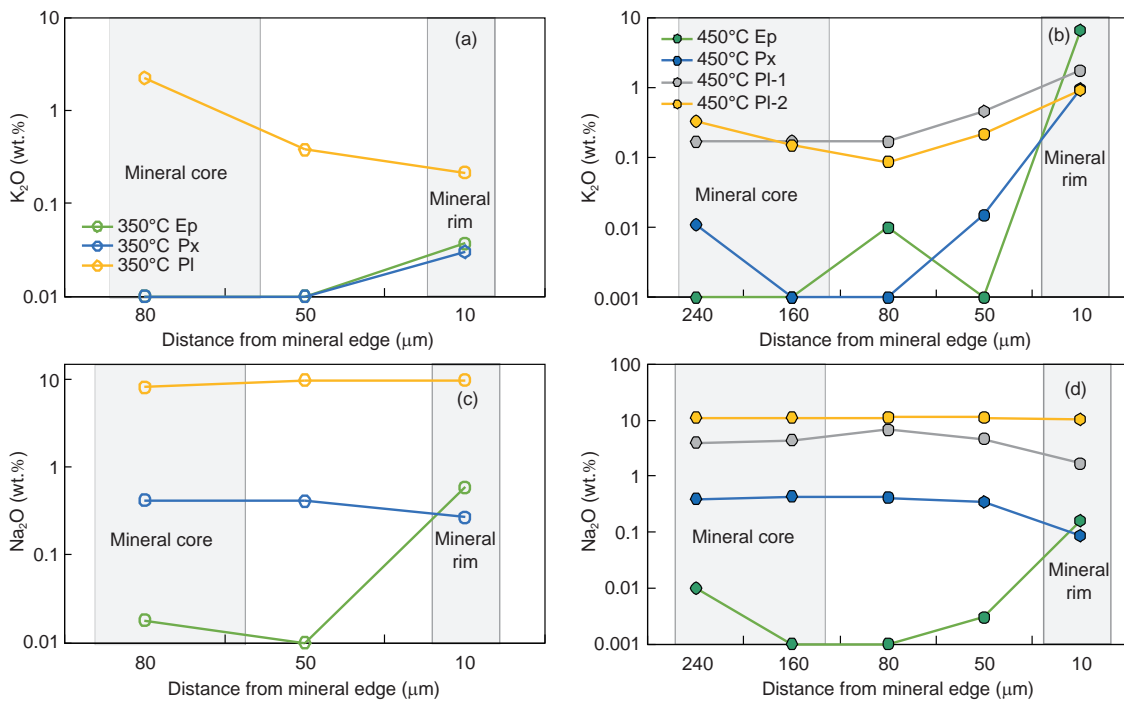 10
1
0.1
0.01
K₂O (wt.%)
(a)
Mineral core
Mineral
rim
350°C Ep
350°C Px
350°C Pl
80
50
10
Distance from mineral edge (μm)
10
1
0.1
0.01
0.001
K₂O (wt.%)
450°C Ep
450°C Px
450°C Pl-1
450°C Pl-2
(b)
Mineral core
Mineral
rim
240
160
80
50
10
Distance from mineral edge (μm)
10
1
0.1
0.01
Na₂O (wt.%)
(c)
Mineral core
Mineral
rim
80
50
10
Distance from mineral edge (μm)
100
10
1
0.1
0.01
0.001
Na₂O (wt.%)
(d)
Mineral core
Mineral
rim
240
160
80
50
10
Distance from mineral edge (μm)